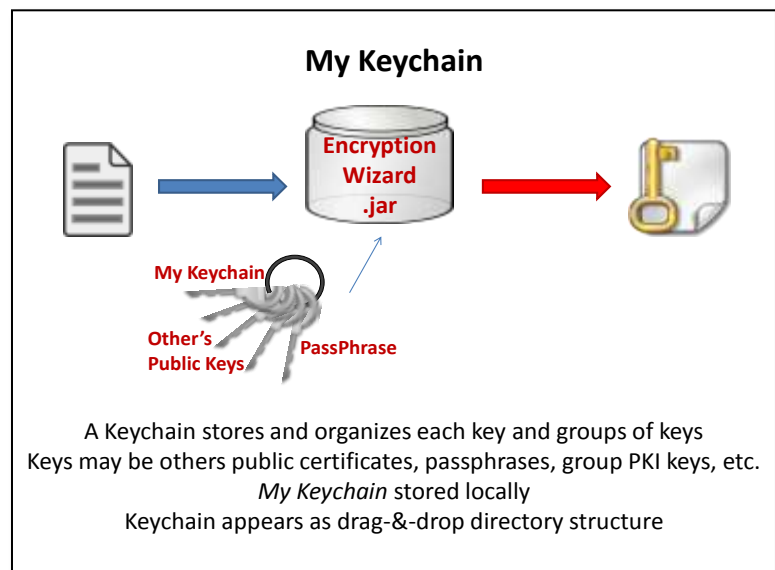 My Keychain
Encryption
Wizard
.jar
My Keychain
Other's
Public Keys
PassPhrase
A Keychain stores and organizes each key and groups of keys
Keys may be others public certificates, passphrases, group PKI keys, etc.
My Keychain stored locally
Keychain appears as drag-&-drop directory structure